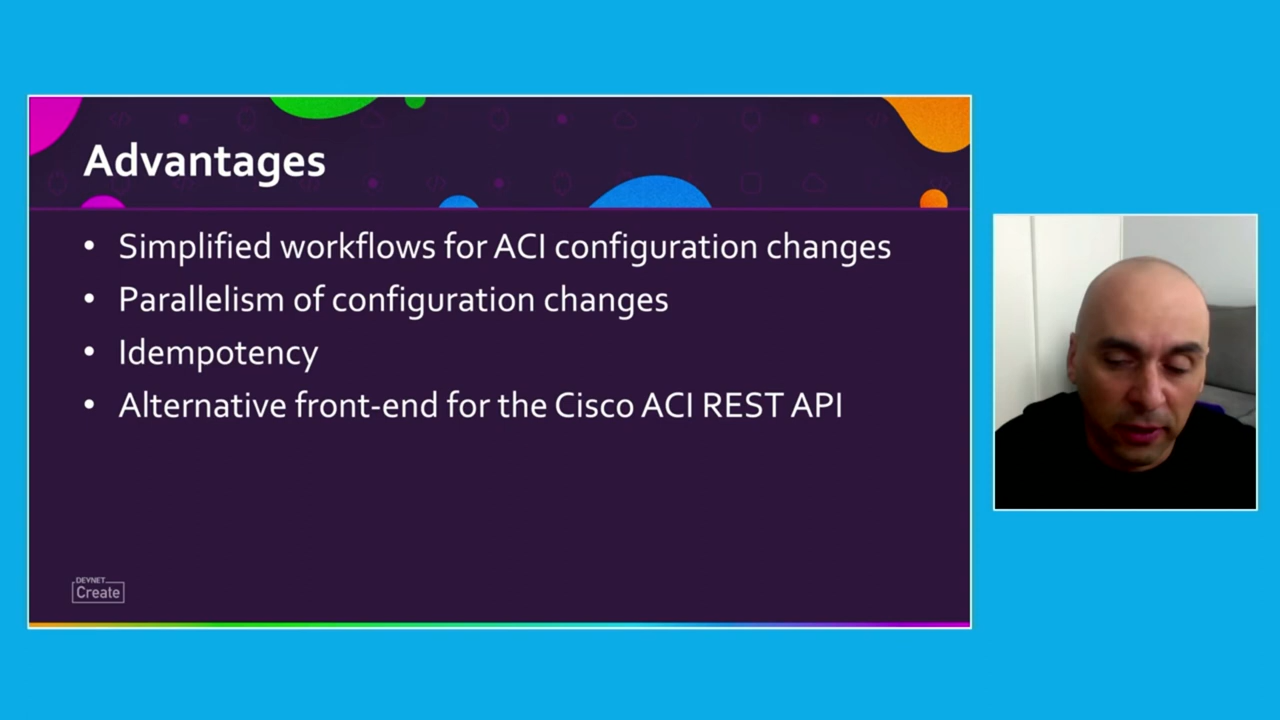 Advantages
• Simplified workflows for ACI configuration changes
• Parallelism of configuration changes
• Idempotency
• Alternative front-end for the Cisco ACI REST API
DEVNET
Create